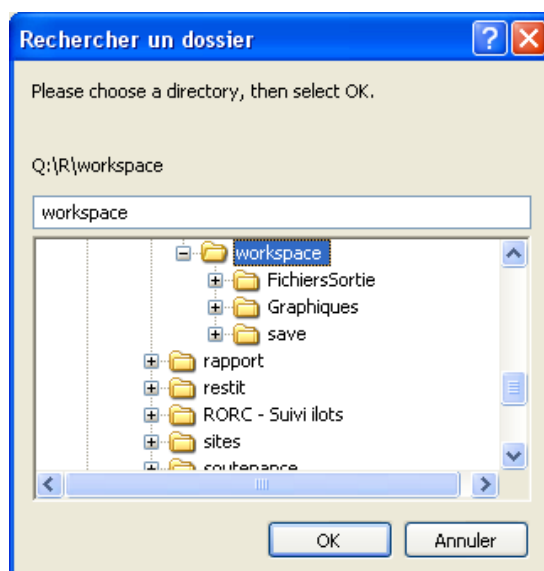 Rechercher un dossier
Please choose a directory, then select OK.
Q:\R\workspace
workspace
workspace
FichiersSortie
Graphiques
save
rapport
restit
RORC - Suivi ilots
sites
soutenance
OK
Annuler